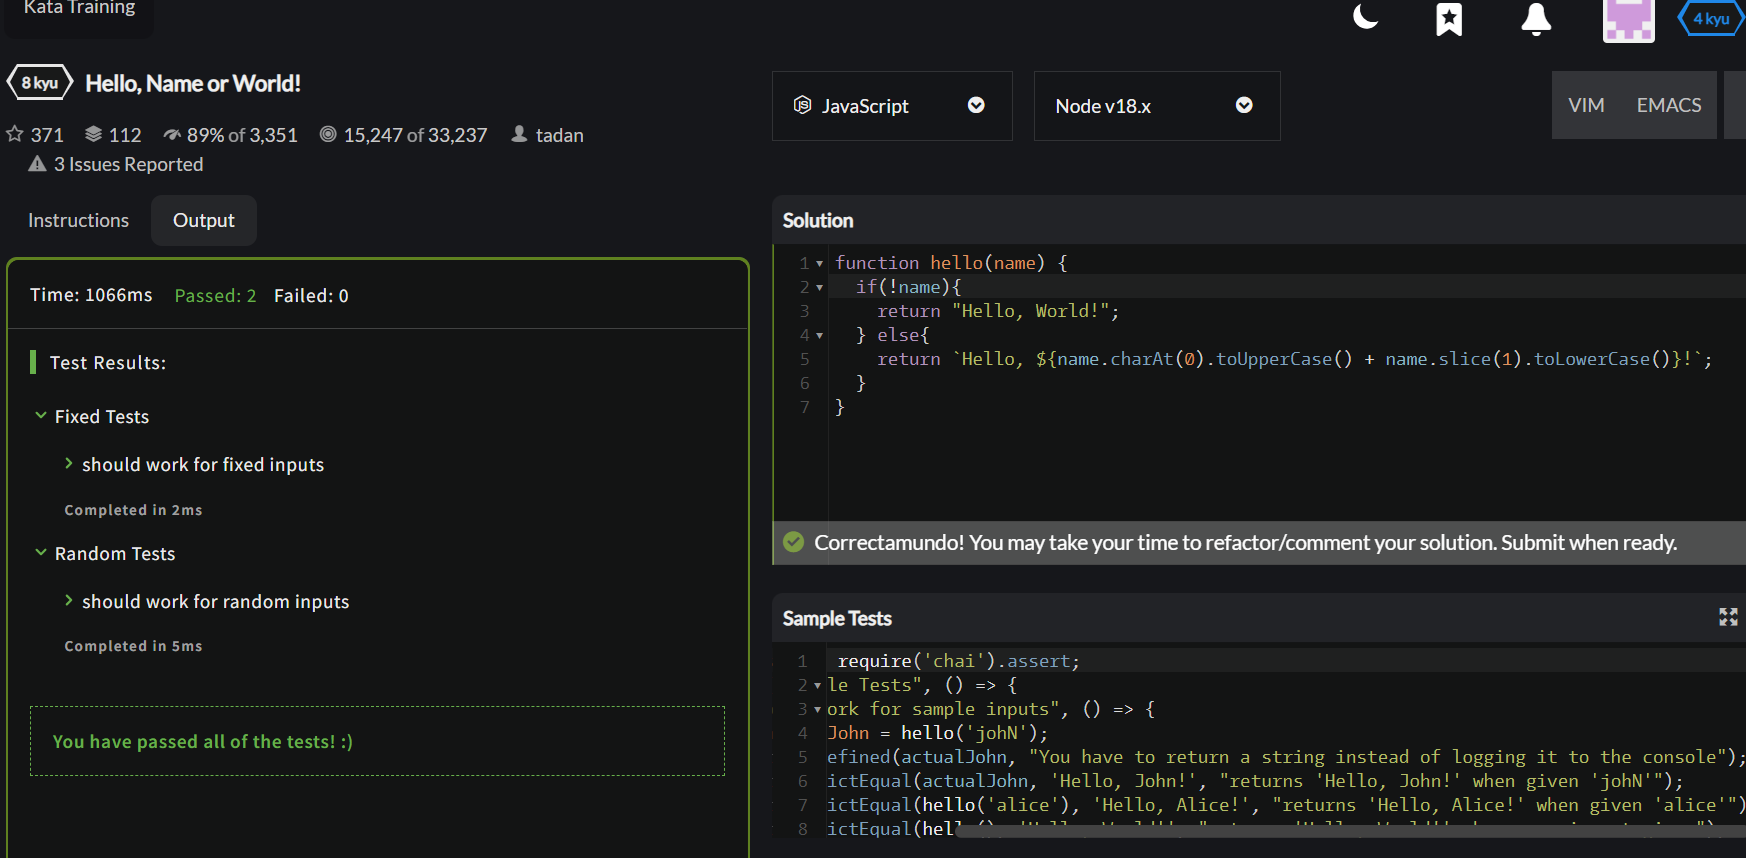 Kata Training
4 kyu
8 kyu Hello, Name or World!
371 112 89% of 3,351 15,247 of 33,237 tadan
3 Issues Reported
Instructions Output
Time: 1066ms Passed: 2 Failed: 0
Test Results:
Fixed Tests
should work for fixed inputs
Completed in 2ms
Random Tests
should work for random inputs
Completed in 5ms
You have passed all of the tests! :)
JavaScript Node v18.x VIM EMACS
Solution
1 function hello(name) {
2 if(!name){
3 return "Hello, World!";
4 } else{
5 return `Hello, ${name.charAt(0).toUpperCase() + name.slice(1).toLowerCase()}!`;
6 }
7 }
Correctamundo! You may take your time to refactor/comment your solution. Submit when ready.
Sample Tests
1 require('chai').assert;
2 le Tests", () => {
3 ork for sample inputs", () => {
4 John = hello('johN');
5 efined(actualJohn, "You have to return a string instead of logging it to the console");
6 ictEqual(actualJohn, 'Hello, John!', "returns 'Hello, John!' when given 'johN'");
7 ictEqual(hello('alice'), 'Hello, Alice!', "returns 'Hello, Alice!' when given 'alice'")
8 ictEqual(hel